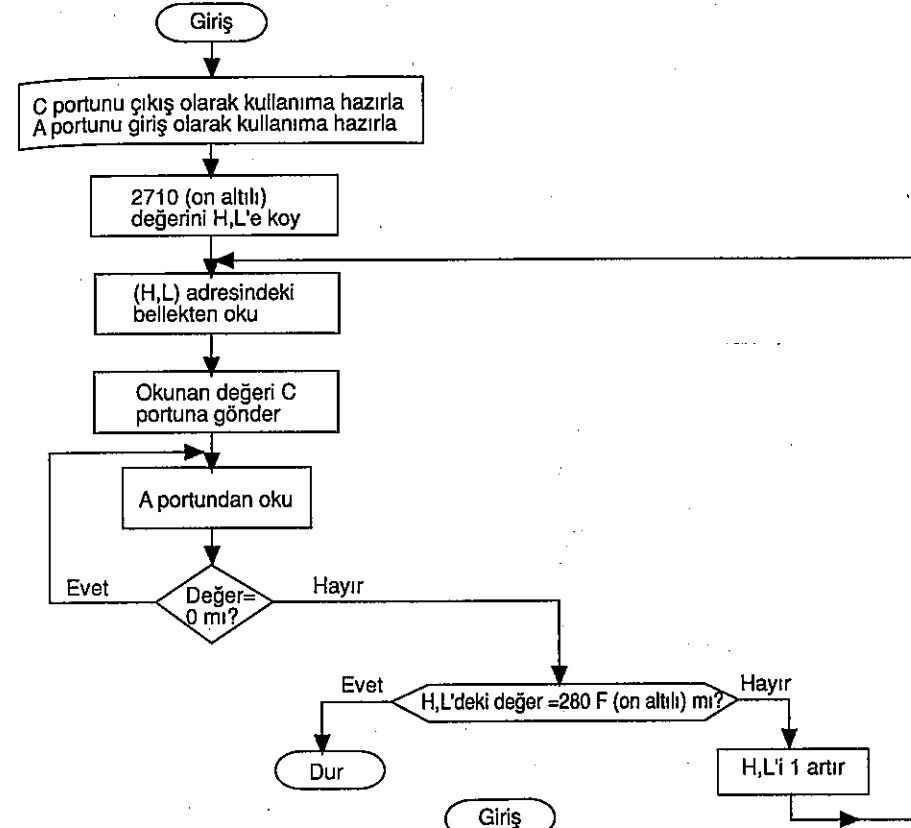 Giriş
C portunu çıkış olarak kullanıma hazırla
A portunu giriş olarak kullanıma hazırla
2710 (on altılı)
değerini H,L'e koy
(H,L) adresindeki
bellekten oku
Okunan değeri C
portuna gönder
A portundan oku
Evet
Değer=
0 mı?
Hayır
Evet
H,L'deki değer =280 F (on altılı) mı?
Hayır
Dur
H,L'i 1 artır
Giriş